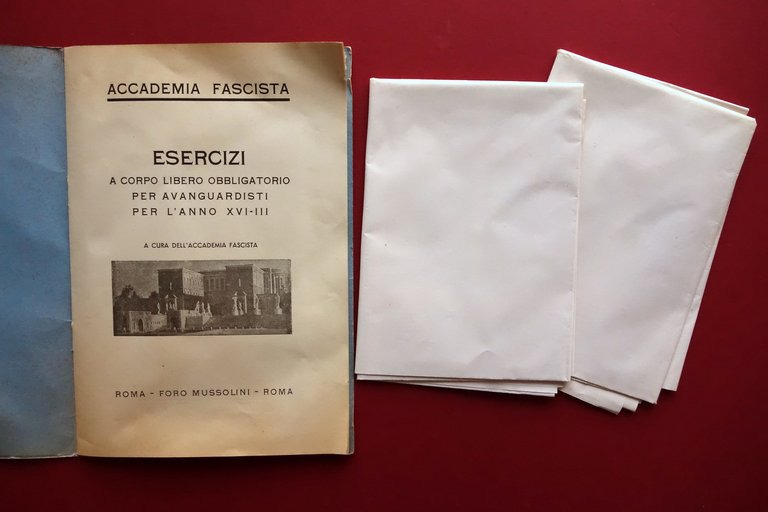 ACCADEMIA FASCISTA
ESERCIZI
A CORPO LIBERO OBBLIGATORIO
PER AVANGUARDISTI
PER L'ANNO XVI-III
A CURA DELL'ACCADEMIA FASCISTA
ROMA - FORO MUSSOLINI - ROMA